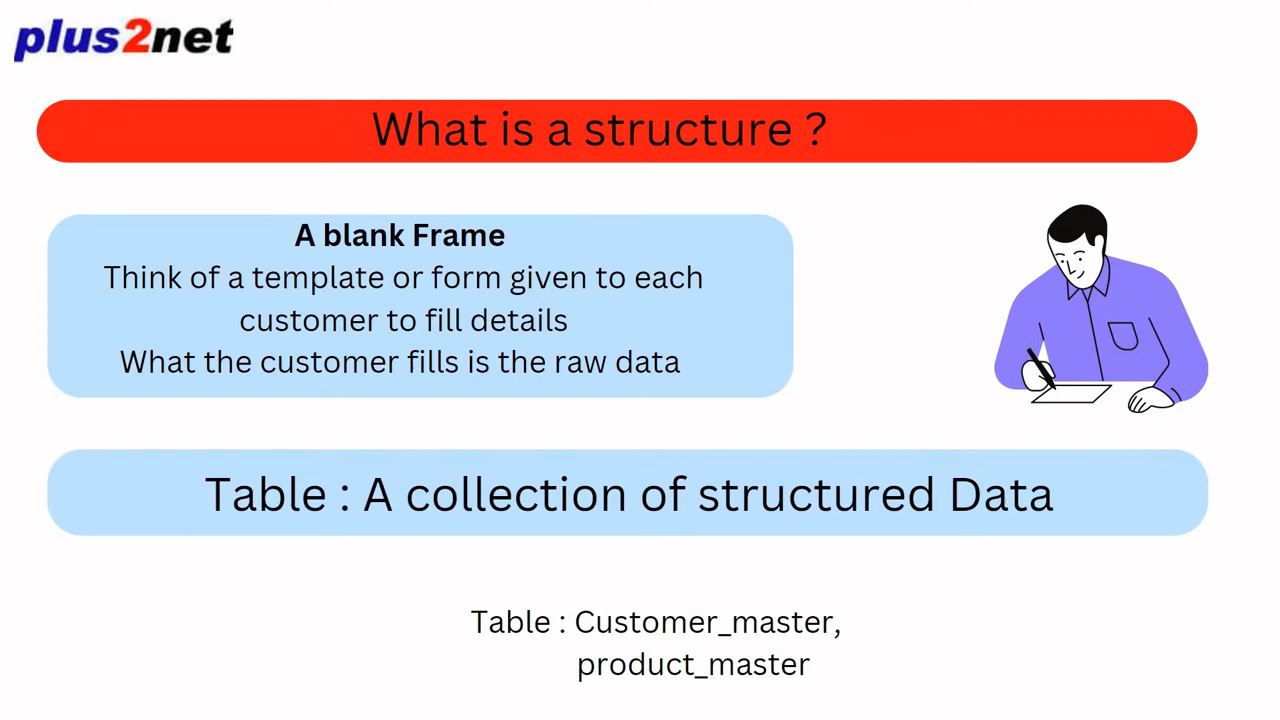 plus2net
What is a structure ?
A blank Frame
Think of a template or form given to each
customer to fill details
What the customer fills is the raw data
Table : A collection of structured Data
Table : Customer_master,
product_master